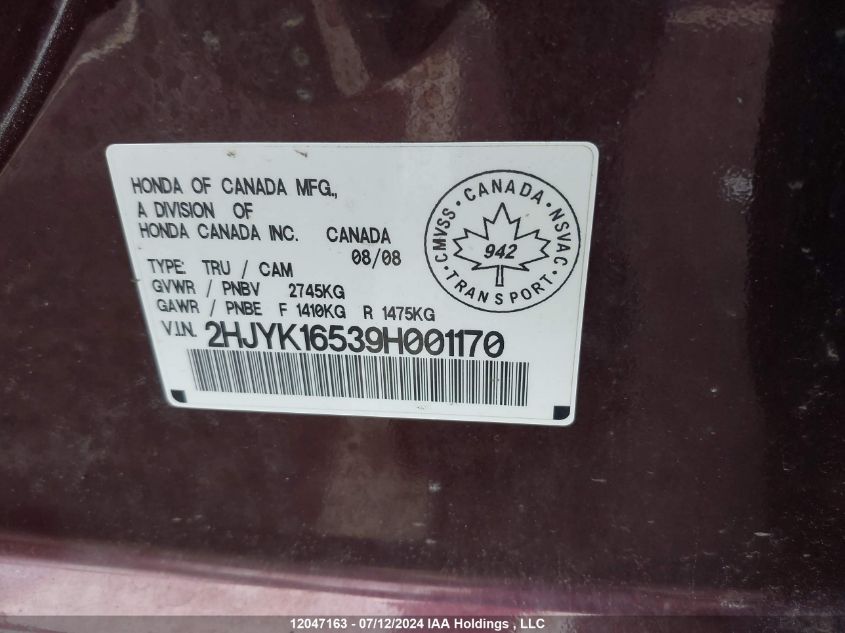 HONDA OF CANADA MFG.,
A DIVISION OF
HONDA CANADA INC. CANADA
08/08
TYPE: TRU / CAM
GVWR / PNBV 2745KG
GAWR / PNBE F 1410KG R 1475KG
V.I.N. 2HJYK16539H001170
CMVSS · CANADA · NSVAC · TRANSPORT ·
942
12047163 - 07/12/2024 IAA Holdings , LLC